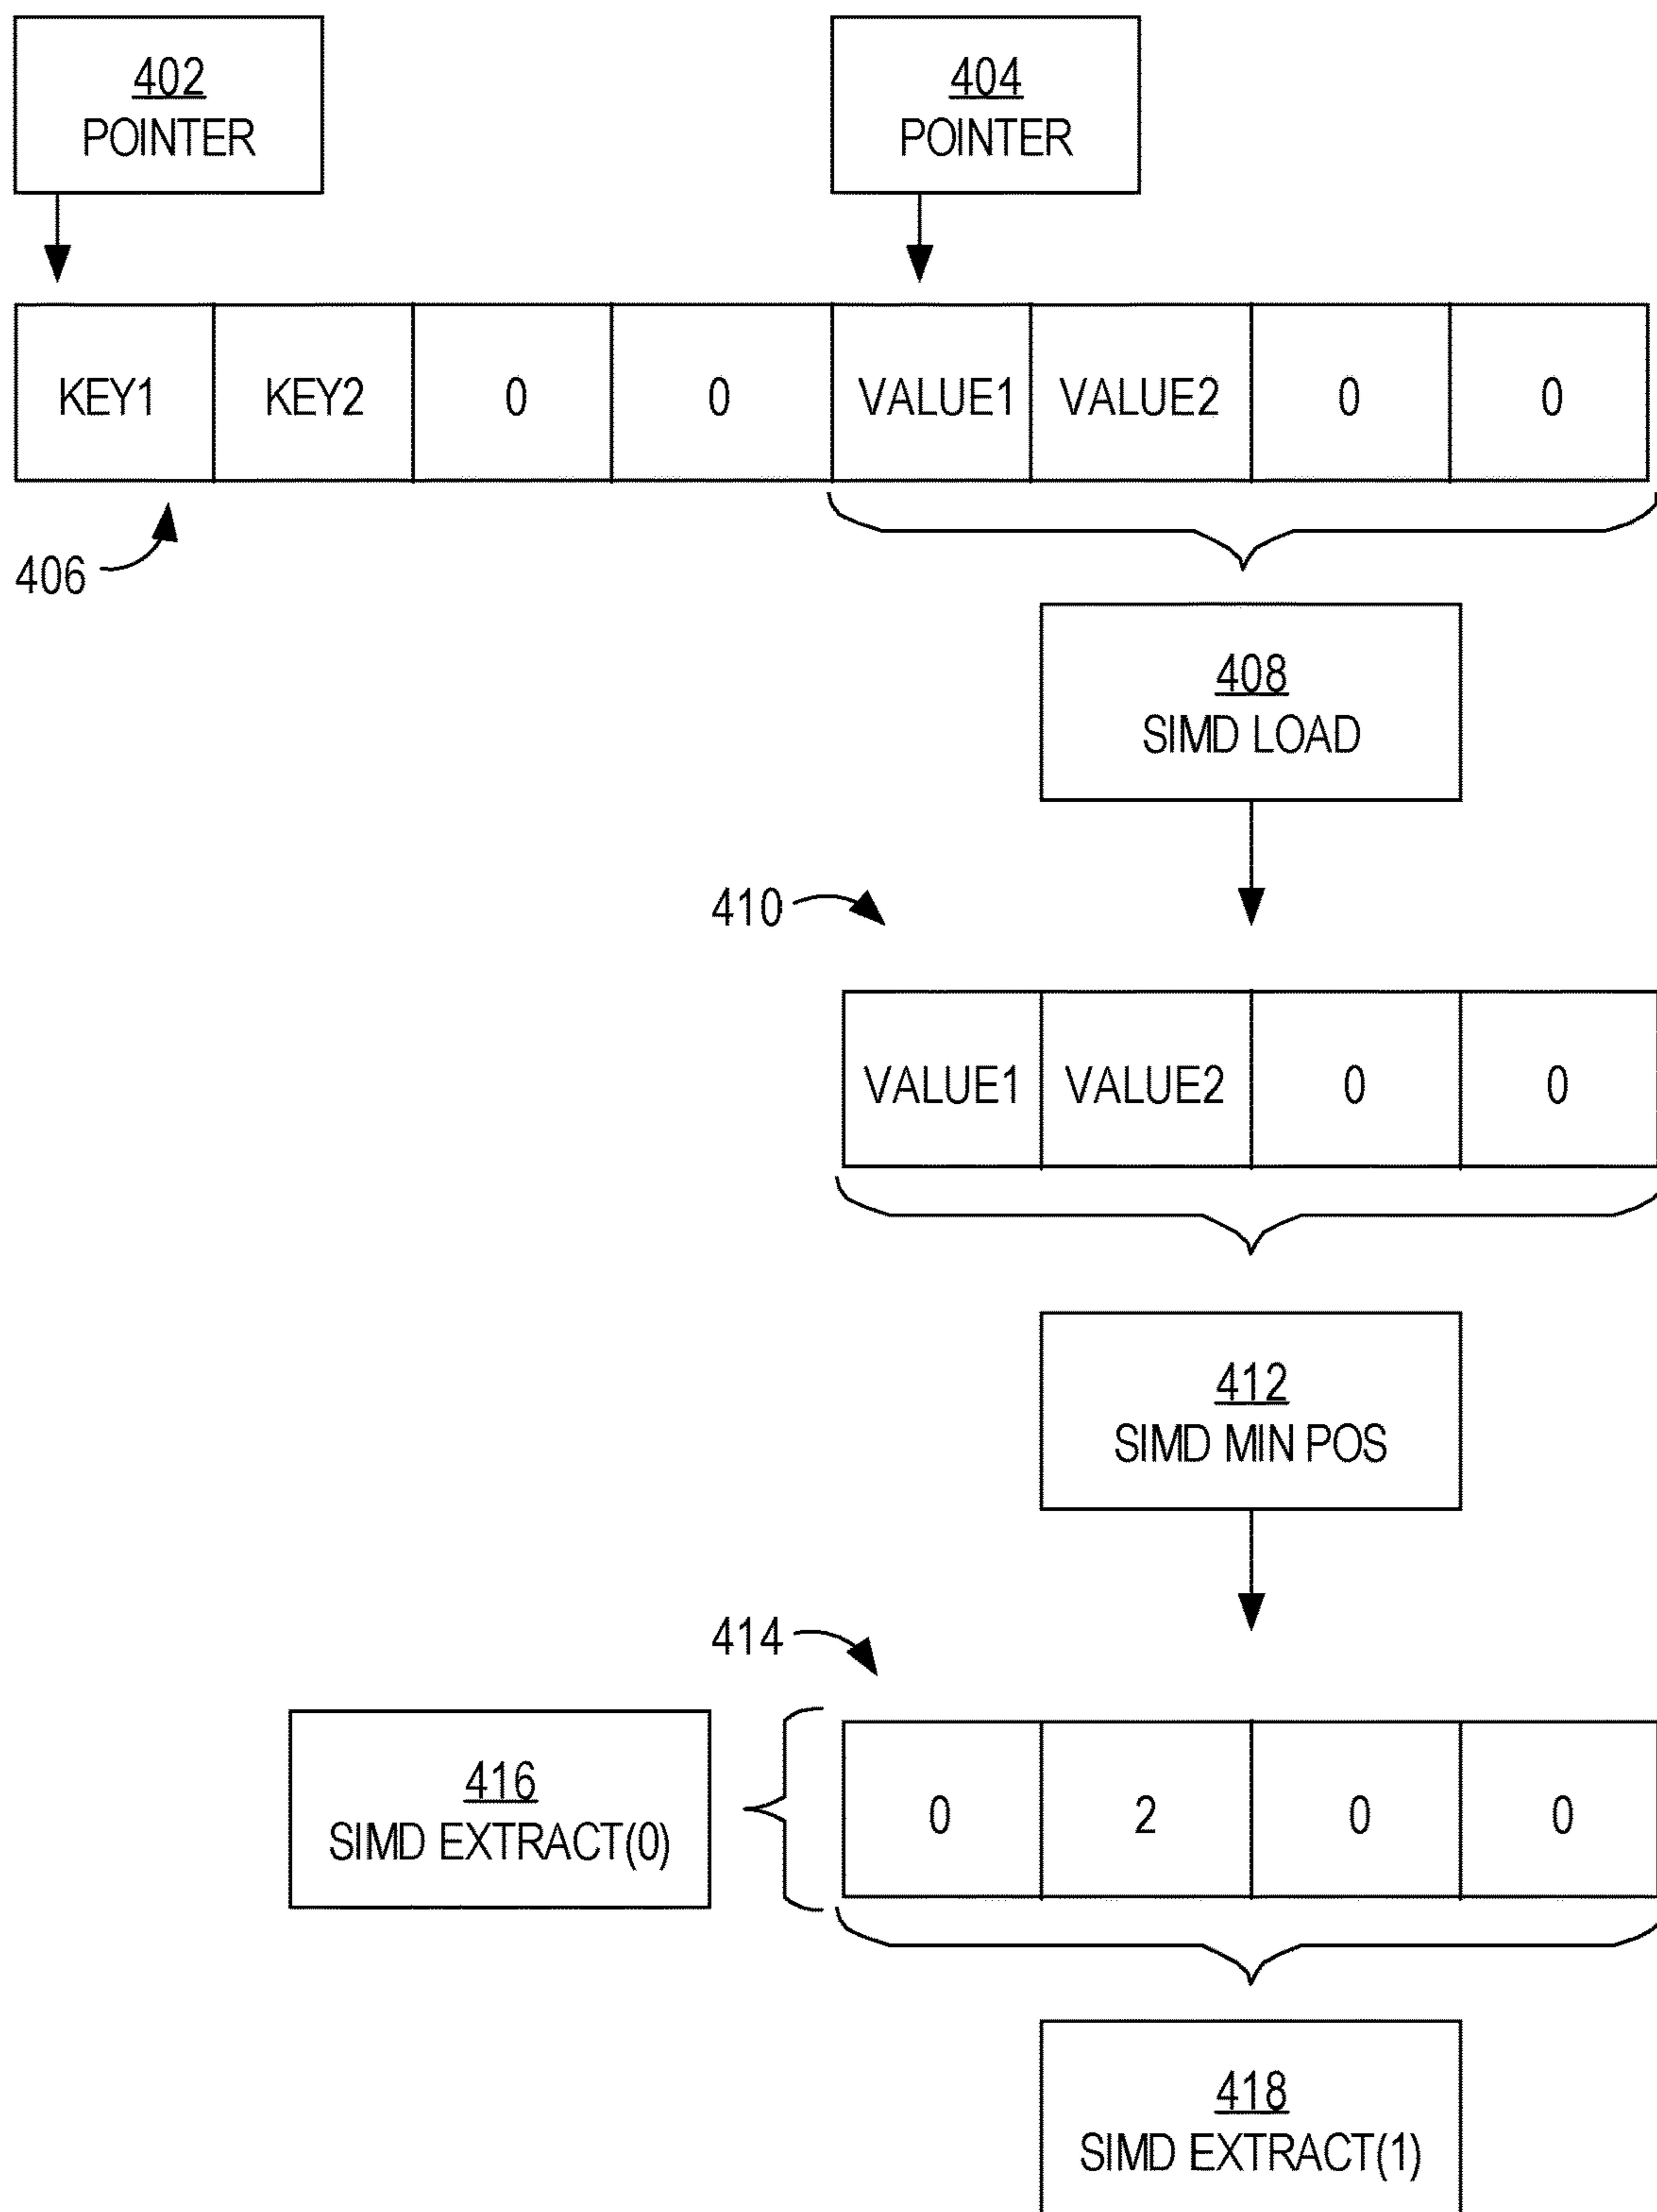 402
POINTER
404
POINTER
KEY1 KEY2 0 0 VALUE1 VALUE2 0 0
406
408
SIMD LOAD
410
VALUE1 VALUE2 0 0
412
SIMD MIN POS
414
416
SIMD EXTRACT(0)
0 2 0 0
418
SIMD EXTRACT(1)